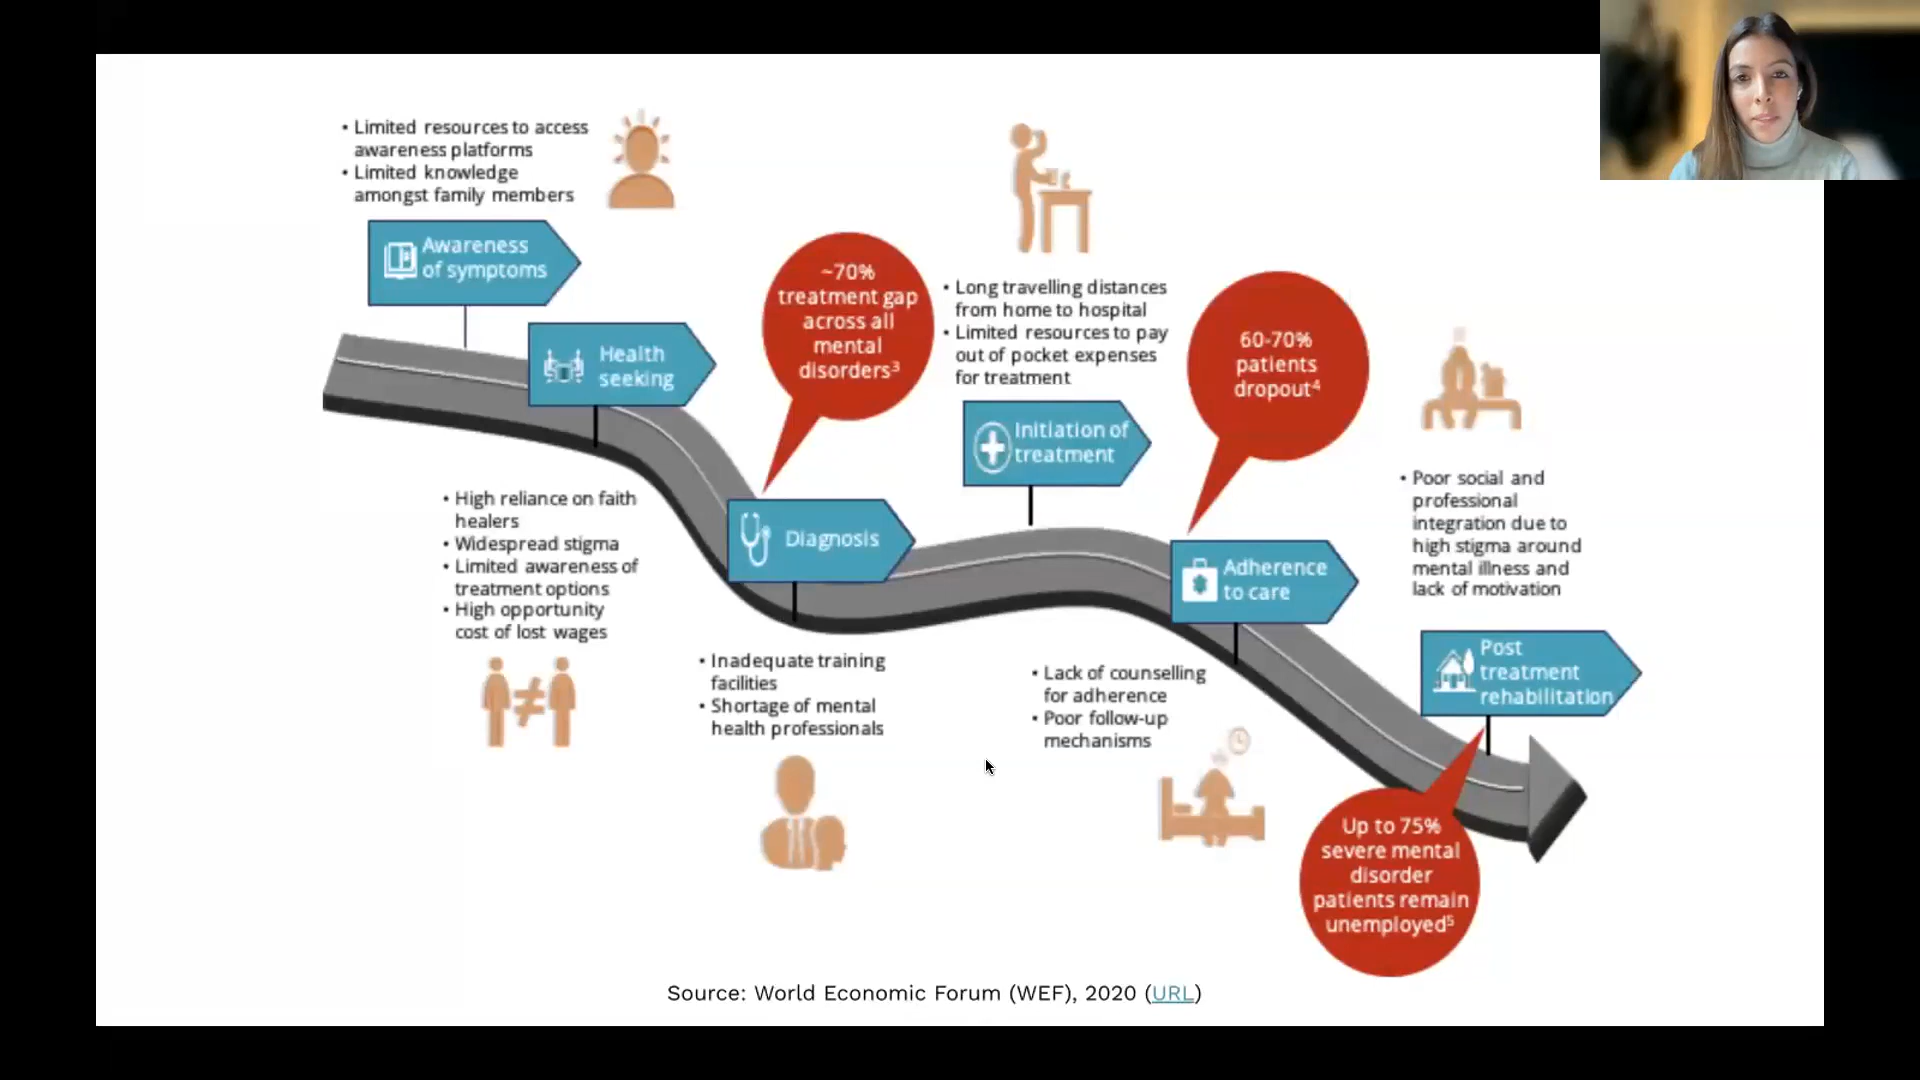 • Limited resources to access
awareness platforms
• Limited knowledge
amongst family members
Awareness
of symptoms
Health
seeking
• High reliance on faith
healers
• Widespread stigma
• Limited awareness of
treatment options
• High opportunity
cost of lost wages
~70%
treatment gap
across all
mental
disorders³
Diagnosis
• Inadequate training
facilities
• Shortage of mental
health professionals
• Long travelling distances
from home to hospital
• Limited resources to pay
out of pocket expenses
for treatment
Initiation of
treatment
60-70%
patients
dropout⁴
Adherence
to care
• Lack of counselling
for adherence
• Poor follow-up
mechanisms
• Poor social and
professional
integration due to
high stigma around
mental illness and
lack of motivation
Post
treatment
rehabilitation
Up to 75%
severe mental
disorder
patients remain
unemployed⁵
Source: World Economic Forum (WEF), 2020 (URL)